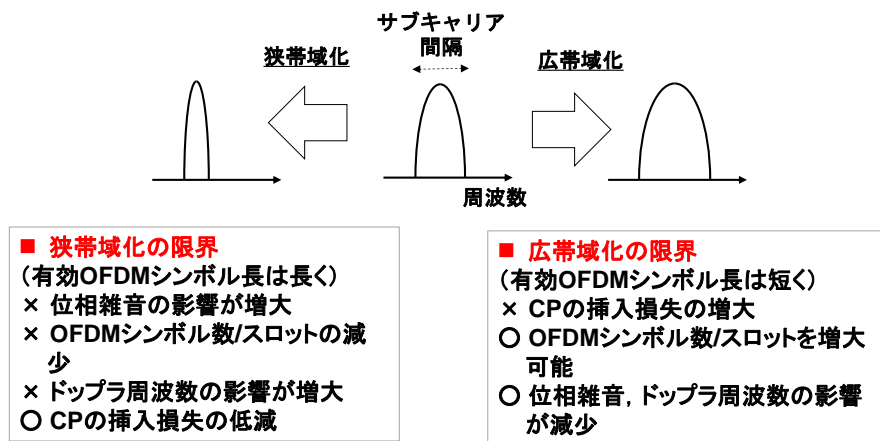 サブキャリア
間隔
狭帯域化
広帯域化
周波数
■ 狭帯域化の限界
(有効OFDMシンボル長は長く)
× 位相雑音の影響が増大
× OFDMシンボル数/スロットの減
少
× ドップラ周波数の影響が増大
○ CPの挿入損失の低減
■ 広帯域化の限界
(有効OFDMシンボル長は短く)
× CPの挿入損失の増大
○ OFDMシンボル数/スロットを増大
可能
○ 位相雑音, ドップラ周波数の影響
が減少